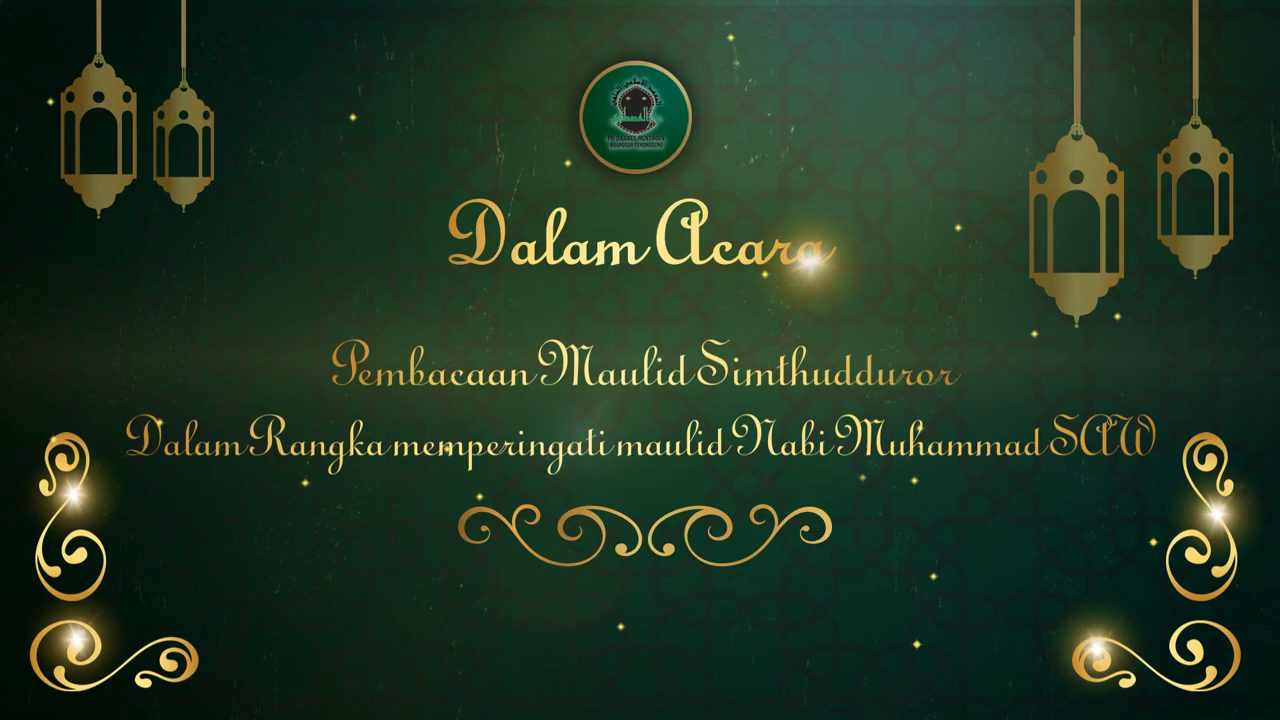 Dalam Acara
Pembacaan Maulid Simthudduror
Dalam Rangka memperingati maulid Nabi Muhammad SAW